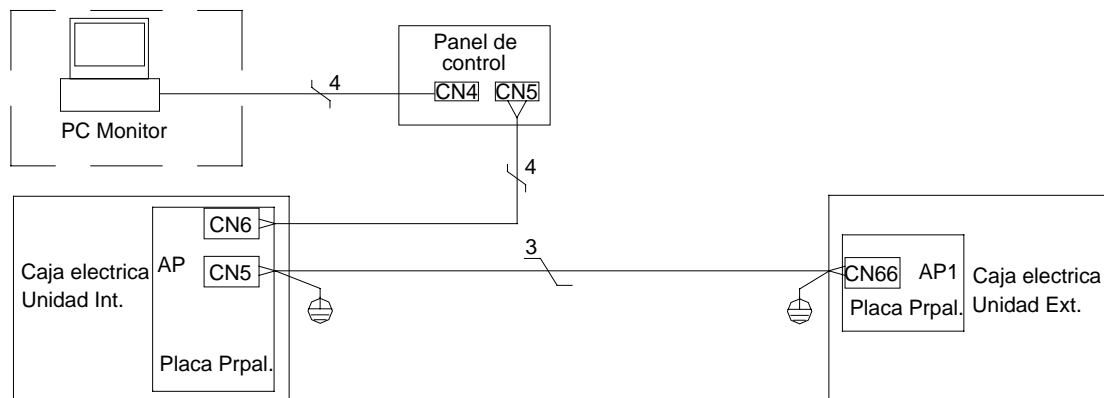 Panel de
control
4
CN4
CN5
PC Monitor
4
CN6
AP
CN5
Caja electrica
Unidad Int.
Placa Prpal.
3
CN66
AP1
Placa Prpal.
Caja electrica
Unidad Ext.